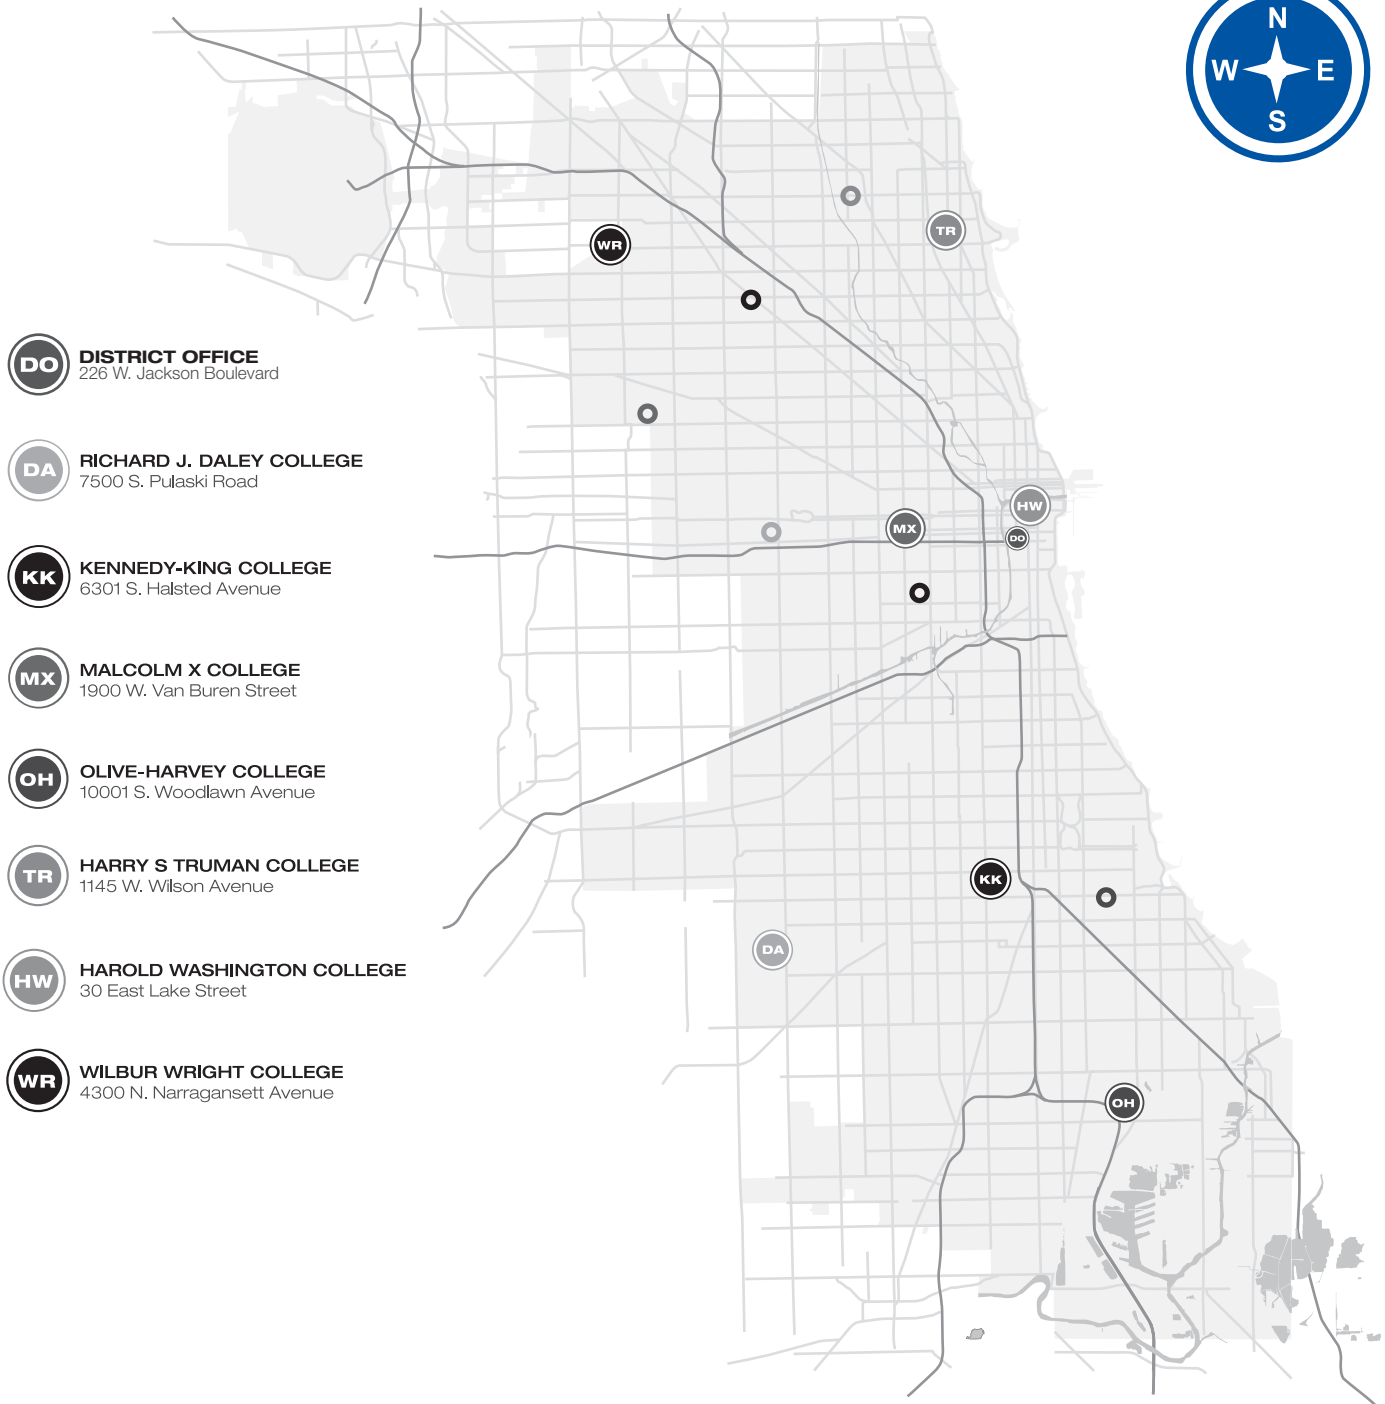 N
W E
S
TR
WR
DO DISTRICT OFFICE
226 W. Jackson Boulevard
DA RICHARD J. DALEY COLLEGE
7500 S. Pulaski Road
HW
MX
DO
KK KENNEDY-KING COLLEGE
6301 S. Halsted Avenue
MX MALCOLM X COLLEGE
1900 W. Van Buren Street
OH OLIVE-HARVEY COLLEGE
10001 S. Woodlawn Avenue
TR HARRY S TRUMAN COLLEGE
1145 W. Wilson Avenue
KK
DA
HW HAROLD WASHINGTON COLLEGE
30 East Lake Street
WR WILBUR WRIGHT COLLEGE
4300 N. Narragansett Avenue
OH